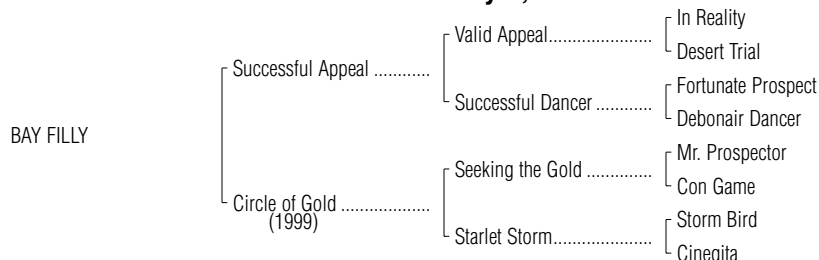 In Reality
Valid Appeal
Desert Trial
Successful Appeal
Fortunate Prospect
Successful Dancer
Debonair Dancer
BAY FILLY
Mr. Prospector
Seeking the Gold
Con Game
Circle of Gold
(1999)
Storm Bird
Starlet Storm
Cinegita